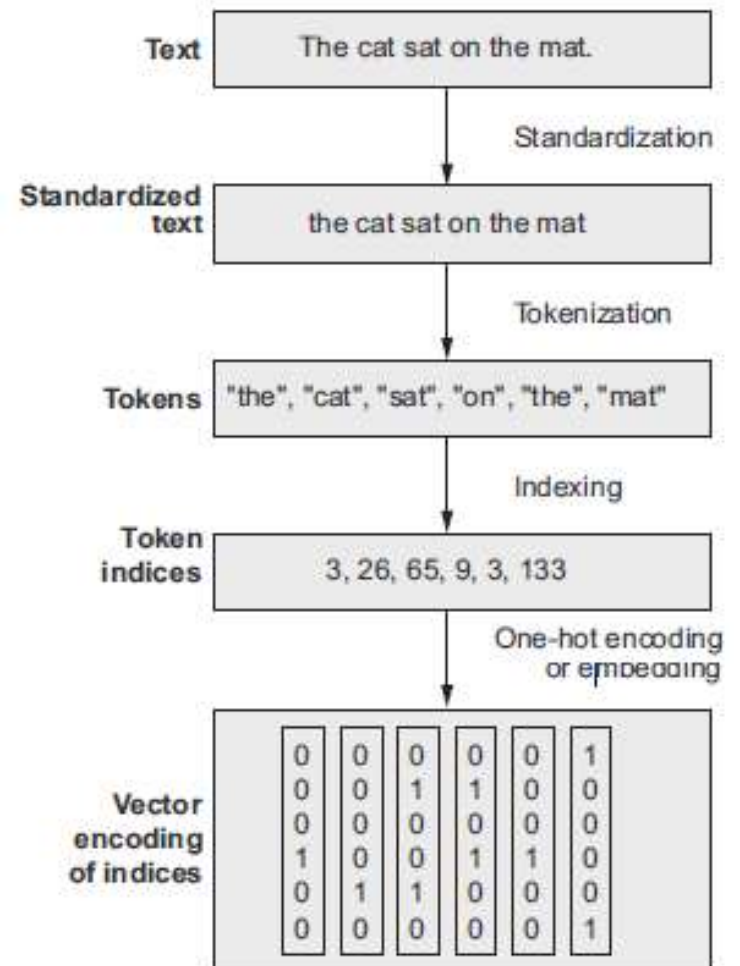 Text
The cat sat on the mat.
Standardization
Standardized
text
the cat sat on the mat
Tokenization
Tokens
"the", "cat", "sat", "on", "the", "mat"
Indexing
Token
indices
3, 26, 65, 9, 3, 133
One-hot encoding
or embedding
Vector
encoding
of indices
0 0 0 0 0 1
0 0 1 1 0 0
0 0 0 0 0 0
1 0 0 1 1 0
0 1 1 0 0 0
0 0 0 0 0 1